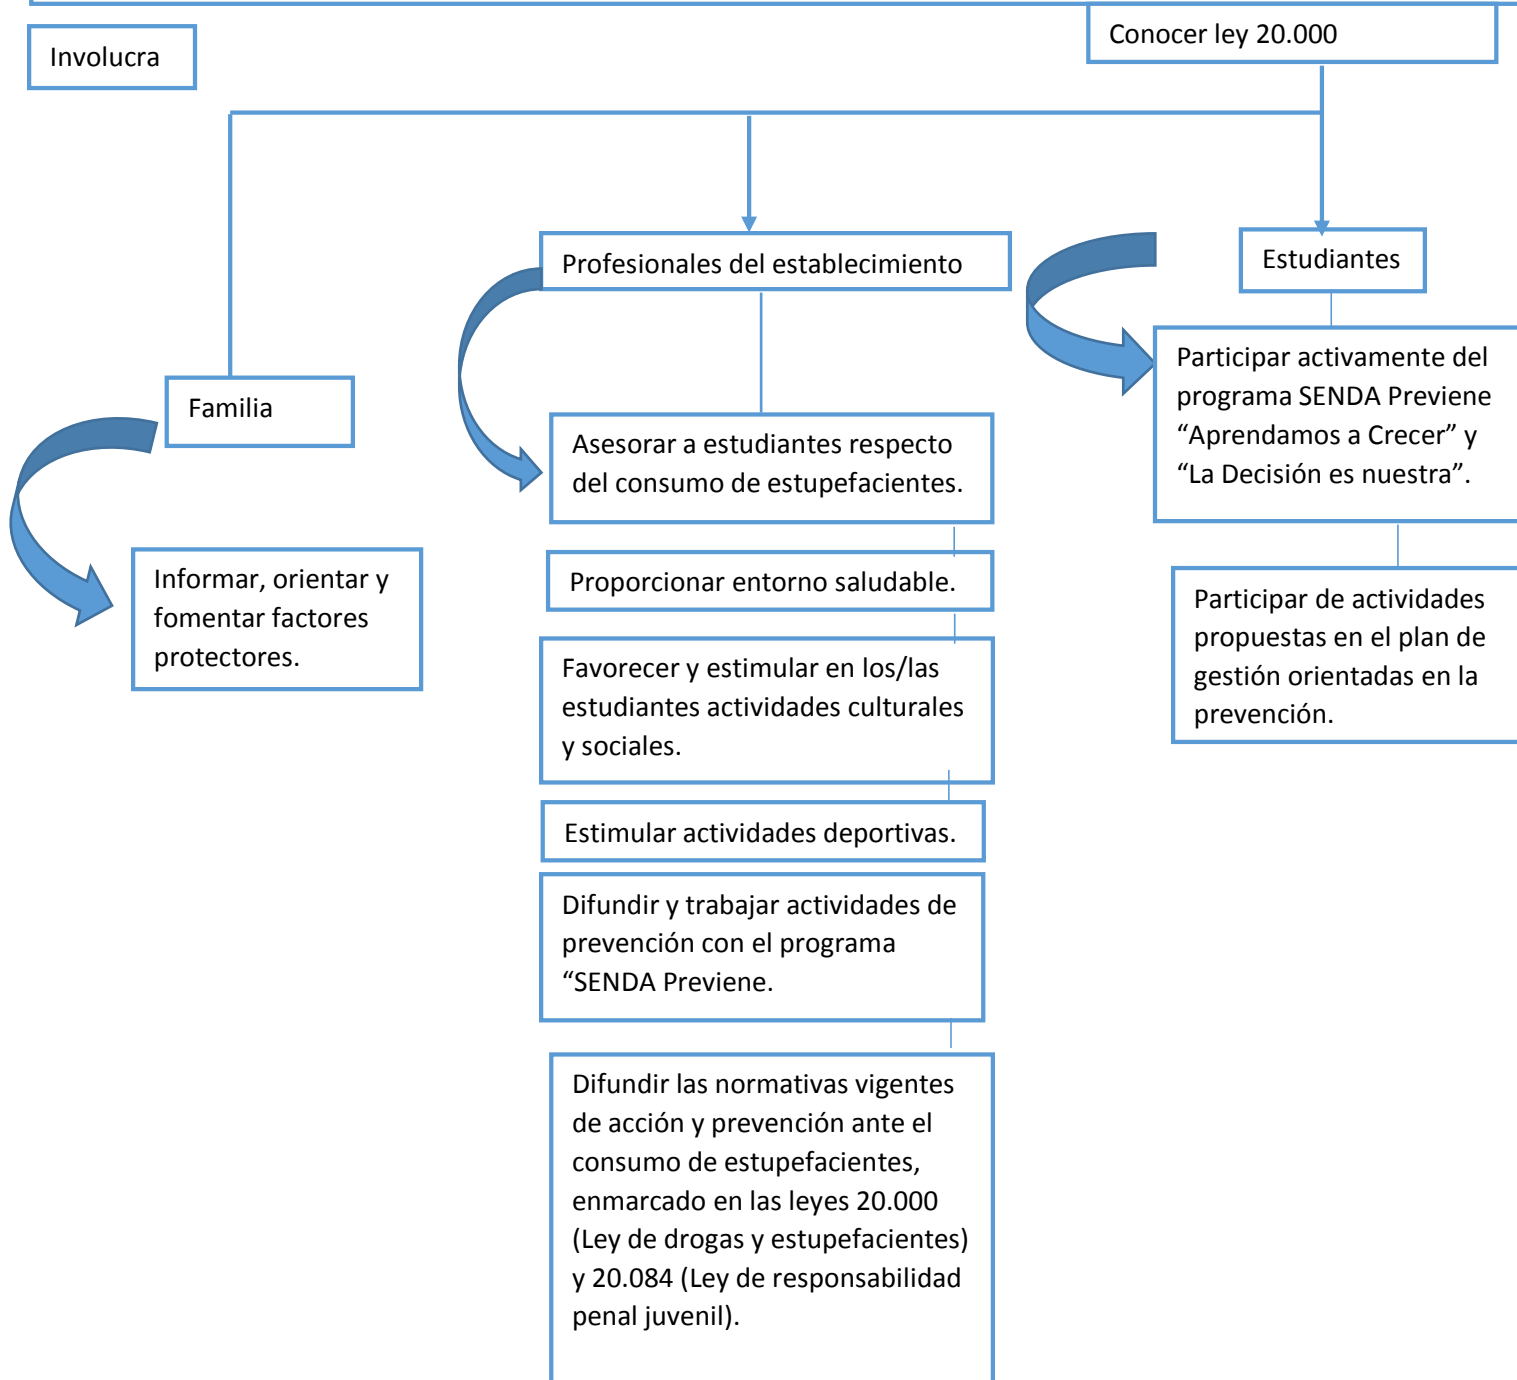 Conocer ley 20.000
Involucra
Profesionales del establecimiento
Estudiantes
Familia
Informar, orientar y
fomentar factores
protectores.
Asesorar a estudiantes respecto
del consumo de estupefacientes.
Proporcionar entorno saludable.
Favorecer y estimular en los/las
estudiantes actividades culturales
y sociales.
Estimular actividades deportivas.
Difundir y trabajar actividades de
prevención con el programa
“SENDA Previene.
Difundir las normativas vigentes
de acción y prevención ante el
consumo de estupefacientes,
enmarcado en las leyes 20.000
(Ley de drogas y estupefacientes)
y 20.084 (Ley de responsabilidad
penal juvenil).
Participar activamente del
programa SENDA Previene
“Aprendamos a Crecer” y
“La Decisión es nuestra”.
Participar de actividades
propuestas en el plan de
gestión orientadas en la
prevención.